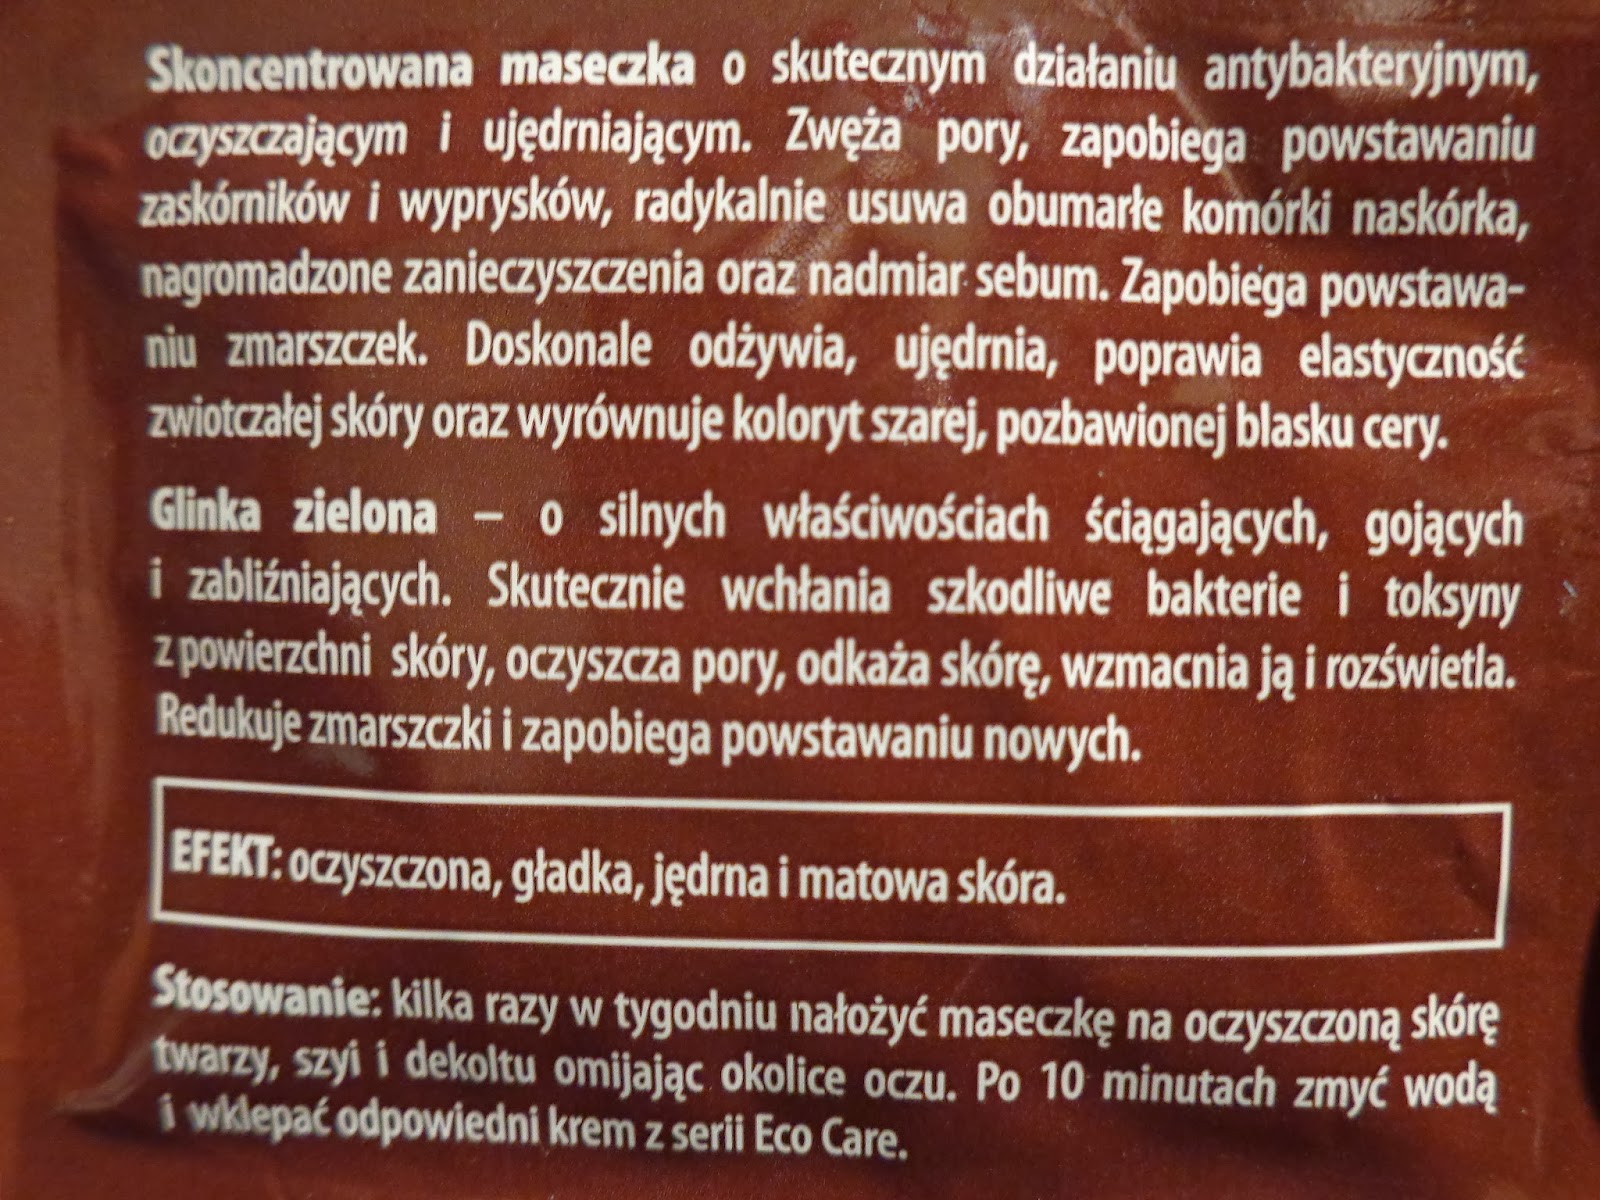 Skoncentrowana maseczka o skutecznym działaniu antybakteryjnym,
oczyszczającym i ujędrniającym. Zwęża pory, zapobiega powstawaniu
zaskórników i wyprysków, radykalnie usuwa obumarłe komórki naskórka,
nagromadzone zanieczyszczenia oraz nadmiar sebum. Zapobiega powstawa-
niu zmarszczek. Doskonale odżywia, ujędrnia, poprawia elastyczność
zwiotczałej skóry oraz wyrównuje koloryt szarej, pozbawionej blasku cery.
Glinka zielona – o silnych właściwościach ściągających, gojących
i zabliźniających. Skutecznie wchłania szkodliwe bakterie i toksyny
z powierzchni skóry, oczyszcza pory, odkaża skórę, wzmacnia ją i rozświetla.
Redukuje zmarszczki i zapobiega powstawaniu nowych.
EFEKT: oczyszczona, gładka, jędrna i matowa skóra.
Stosowanie: kilka razy w tygodniu nałożyć maseczkę na oczyszczoną skórę
twarzy, szyi i dekoltu omijając okolice oczu. Po 10 minutach zmyć wodą
i wklepać odpowiedni krem z serii Eco Care.